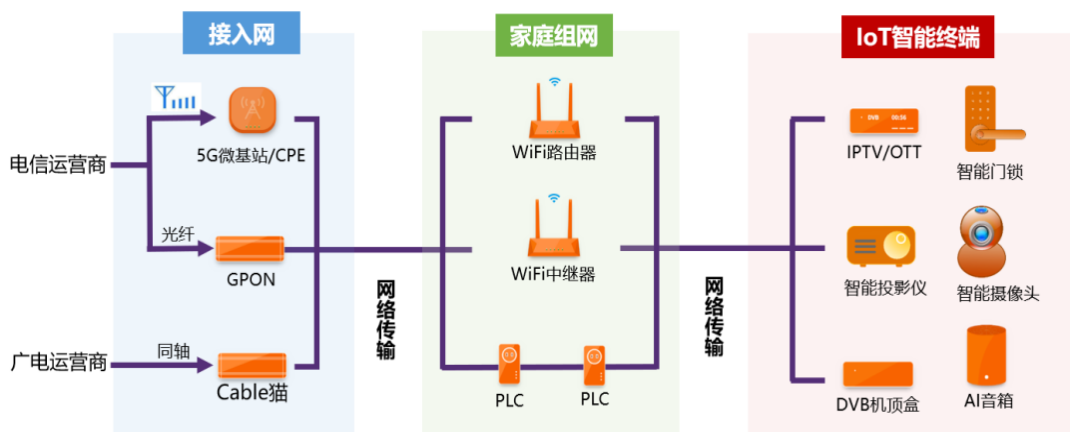 接入网
家庭组网
IoT智能终端
电信运营商
5G微基站/CPE
光纤
GPON
广电运营商
同轴
Cable猫
网络传输
WiFi路由器
WiFi中继器
PLC
PLC
网络传输
DVB 00:56
IPTV/OTT
智能门锁
智能投影仪
智能摄像头
DVB机顶盒
AI音箱